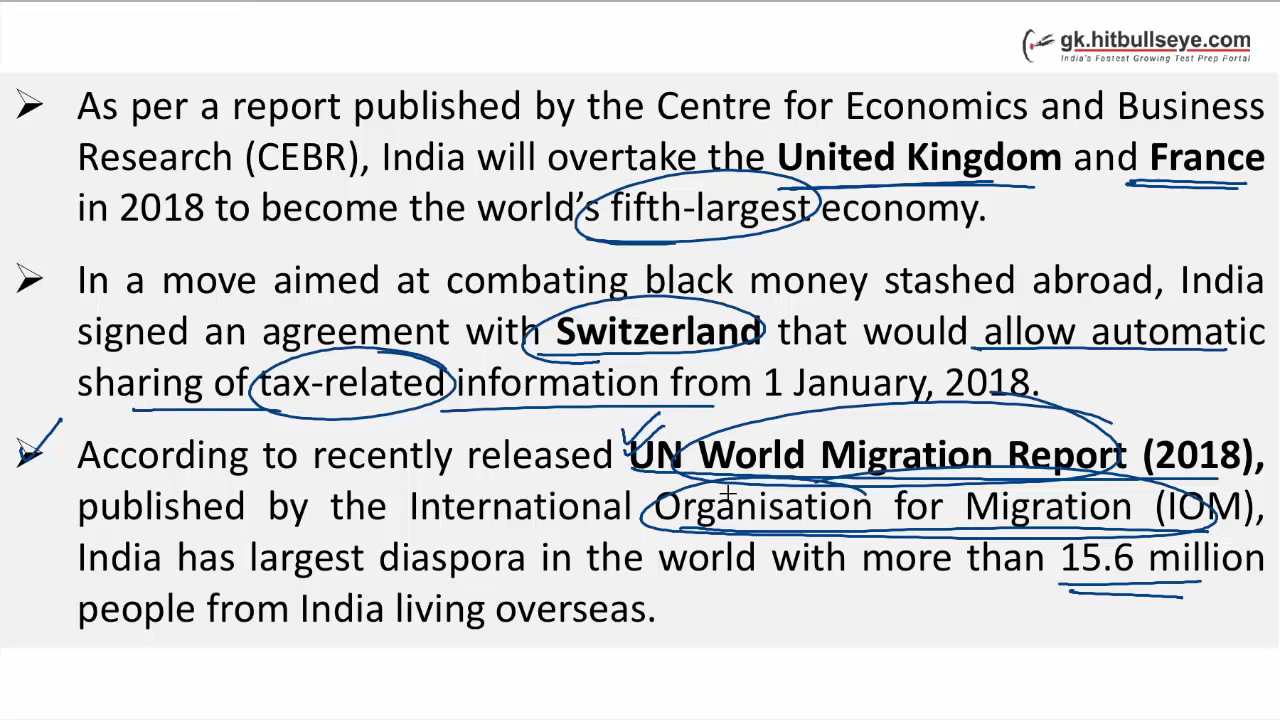 gk.hitbullseye.com
India's Fastest Growing Test Prep Portal
As per a report published by the Centre for Economics and Business
Research (CEBR), India will overtake the United Kingdom and France
in 2018 to become the world's fifth-largest economy.
In a move aimed at combating black money stashed abroad, India
signed an agreement with Switzerland that would allow automatic
sharing of tax-related information from 1 January, 2018.
According to recently released UN World Migration Report (2018),
published by the International Organisation for Migration (IOM),
India has largest diaspora in the world with more than 15.6 million
people from India living overseas.